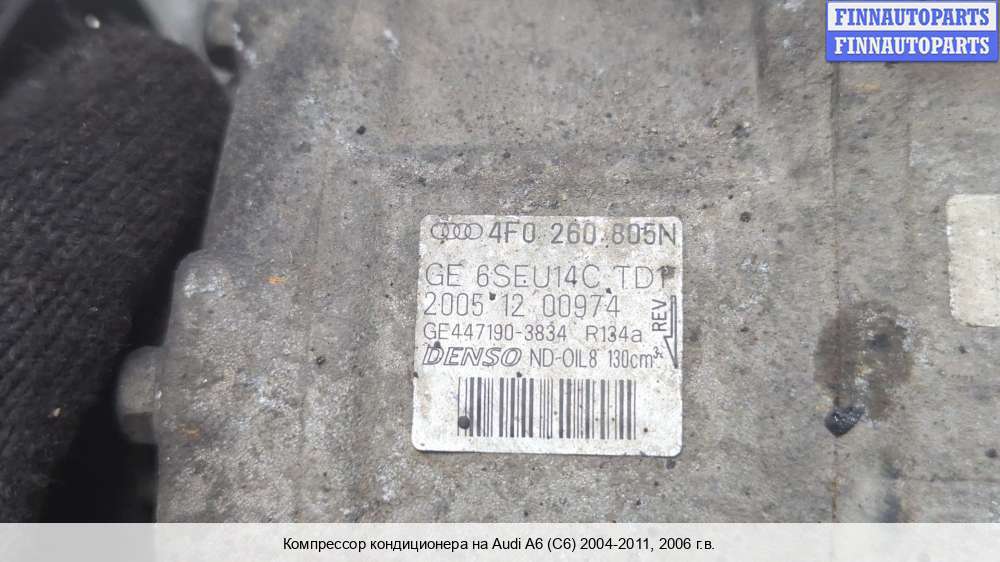 FINNAUTOPARTS
FINNAUTOPARTS
4F0 260 805N
GE 6SEU14C TD1
2005 12 00974
GE447190-3834 R134a
REV
DENSO ND-OIL8 130cm³
Компрессор кондиционера на Audi A6 (C6) 2004-2011, 2006 г.в.